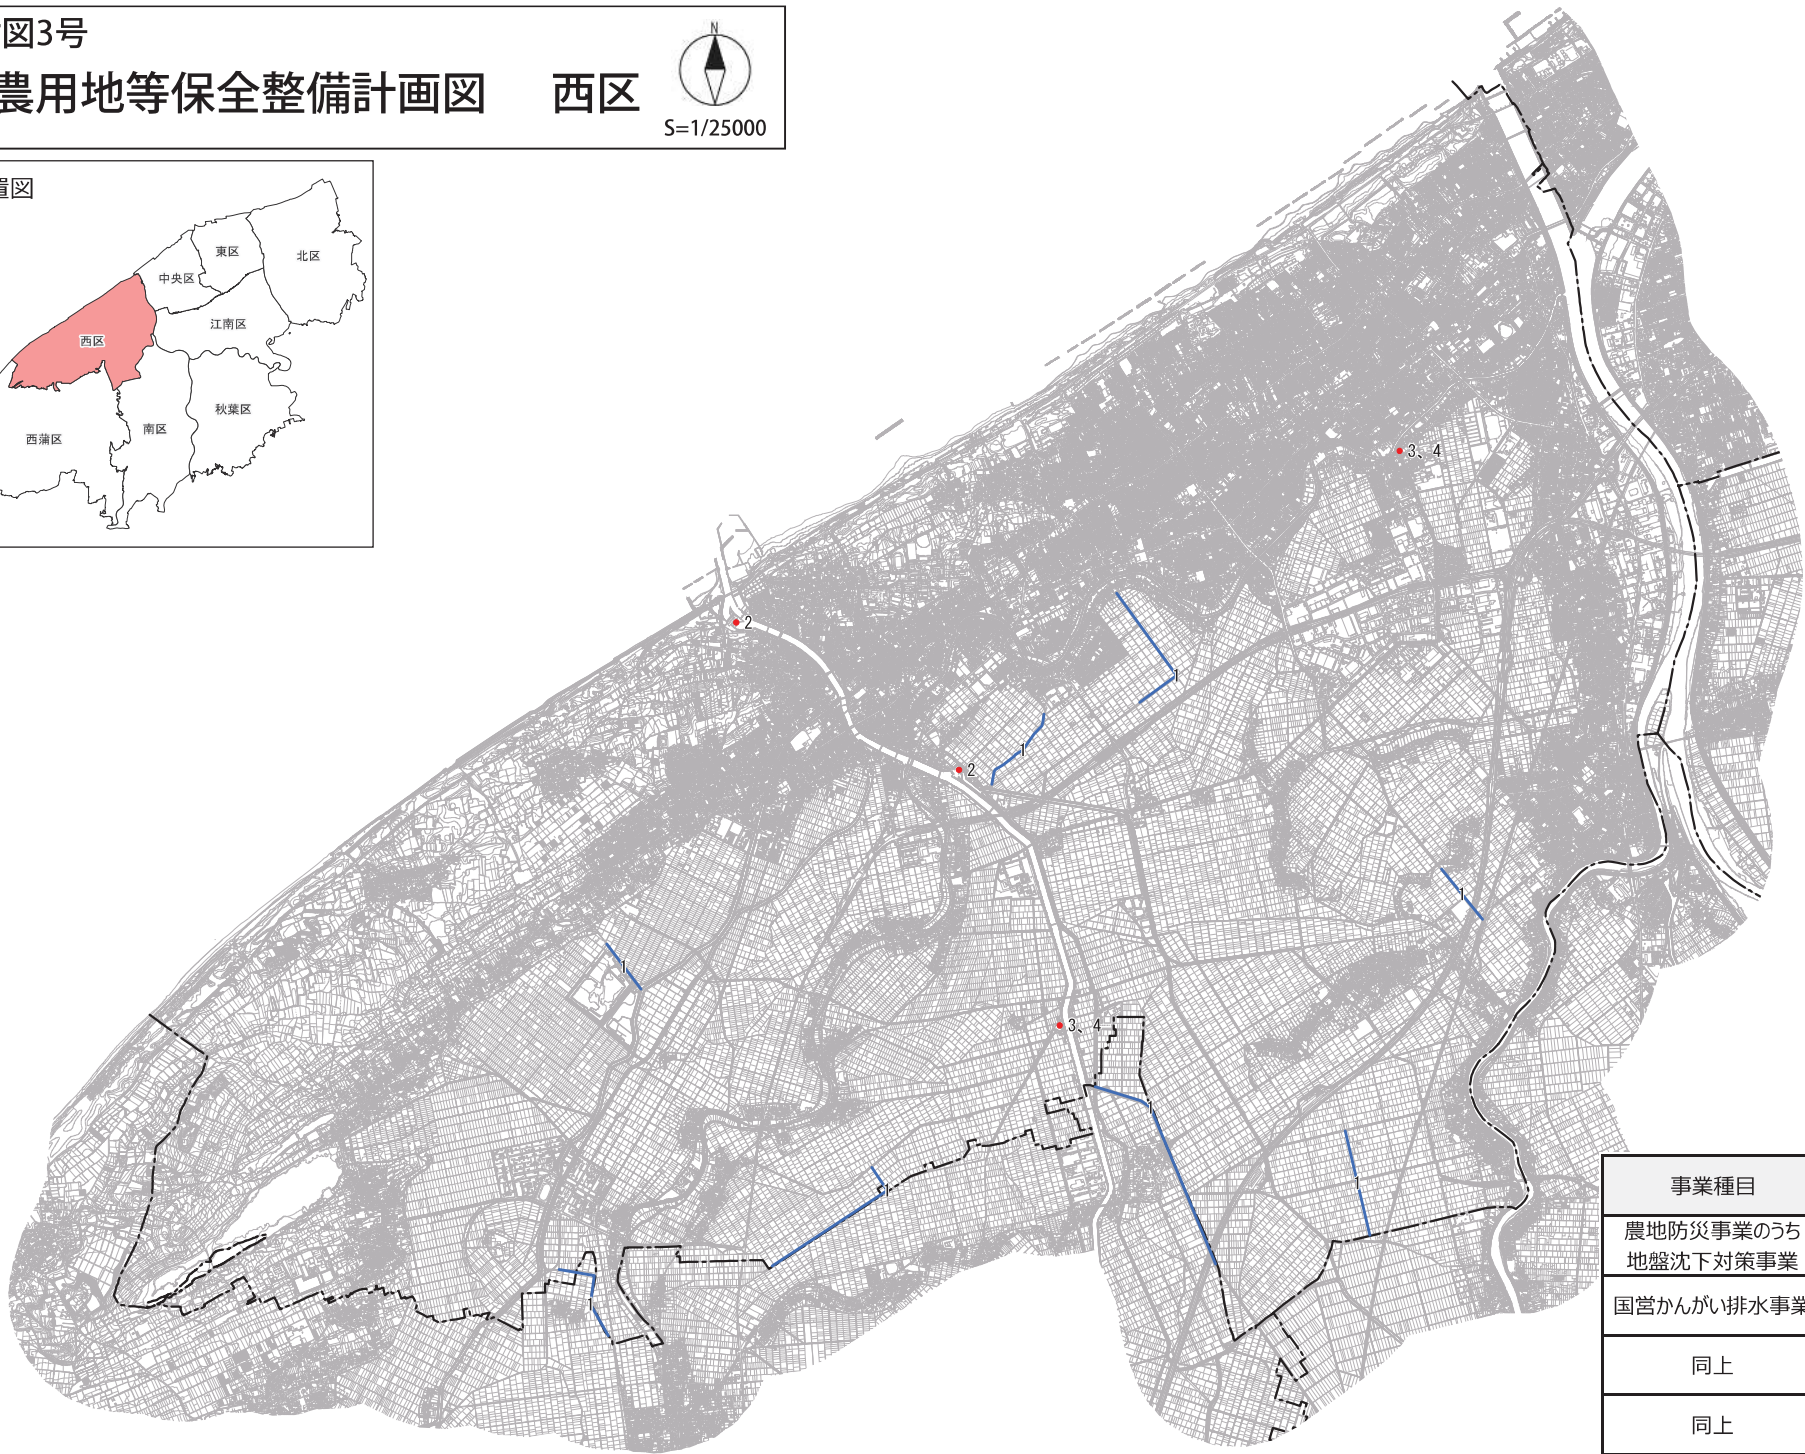 図3号
農用地等保全整備計画図 西区
N
S=1/25000
置図
東区
北区
中央区
江南区
西区
秋葉区
南区
西蒲区
3、4
2
1
1
2
1
1
3、4
1
1
1
1
事業種目
農地防災事業のうち
地盤沈下対策事業
国営かんがい排水事業
同上
同上